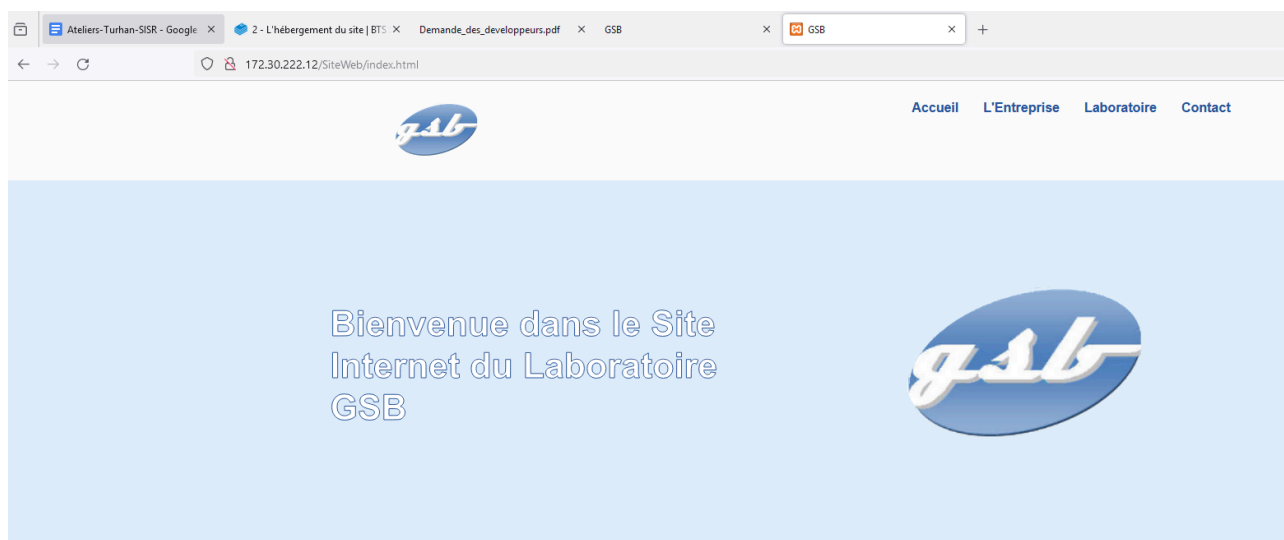 Ateliers-Turhan-SISR - Google
2 - L'hébergement du site | BTS
Demande_des_developpeurs.pdf
GSB
GSB
172.30.222.12/SiteWeb/index.html
gsb
Accueil
L'Entreprise
Laboratoire
Contact
Bienvenue dans le Site
Internet du Laboratoire
GSB
gsb